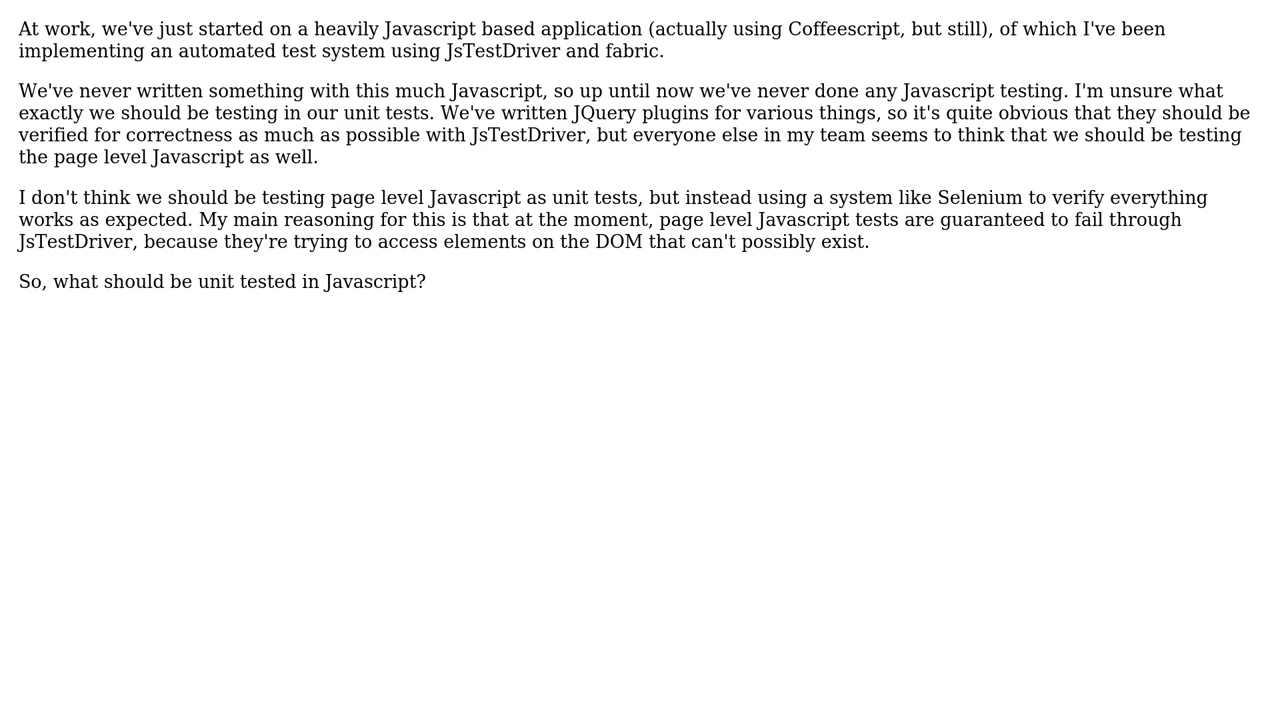 At work, we've just started on a heavily Javascript based application (actually using Coffeescript, but still), of which I've been
implementing an automated test system using JsTestDriver and fabric.
We've never written something with this much Javascript, so up until now we've never done any Javascript testing. I'm unsure what
exactly we should be testing in our unit tests. We've written JQuery plugins for various things, so it's quite obvious that they should be
verified for correctness as much as possible with JsTestDriver, but everyone else in my team seems to think that we should be testing
the page level Javascript as well.
I don't think we should be testing page level Javascript as unit tests, but instead using a system like Selenium to verify everything
works as expected. My main reasoning for this is that at the moment, page level Javascript tests are guaranteed to fail through
JsTestDriver, because they're trying to access elements on the DOM that can't possibly exist.
So, what should be unit tested in Javascript?